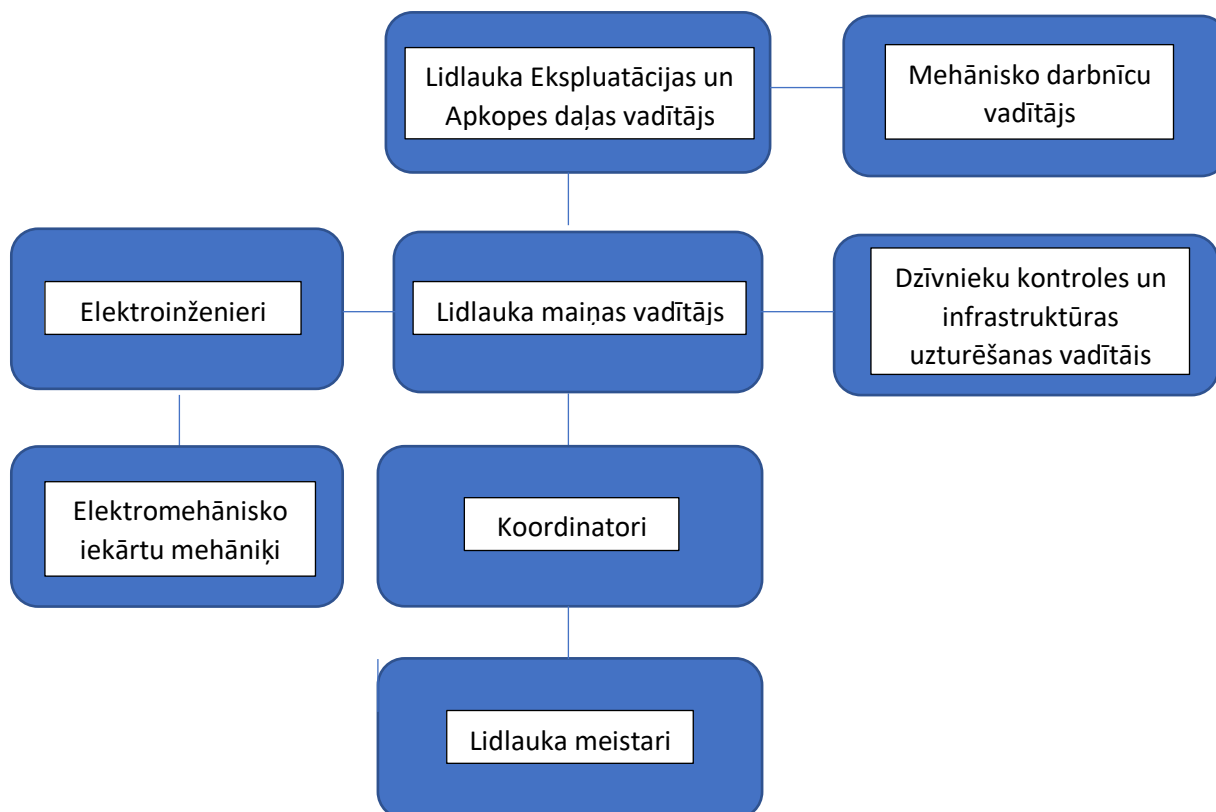 Lidlauka Ekspluatācijas un
Apkopes daļas vadītājs
Mehānisko darbnīcu
vadītājs
Elektroinženieri
Lidlauka maiņas vadītājs
Dzīvnieku kontroles un
infrastruktūras
uzturēšanas vadītājs
Elektromehānisko
iekārtu mehāniķi
Koordinatori
Lidlauka meistari